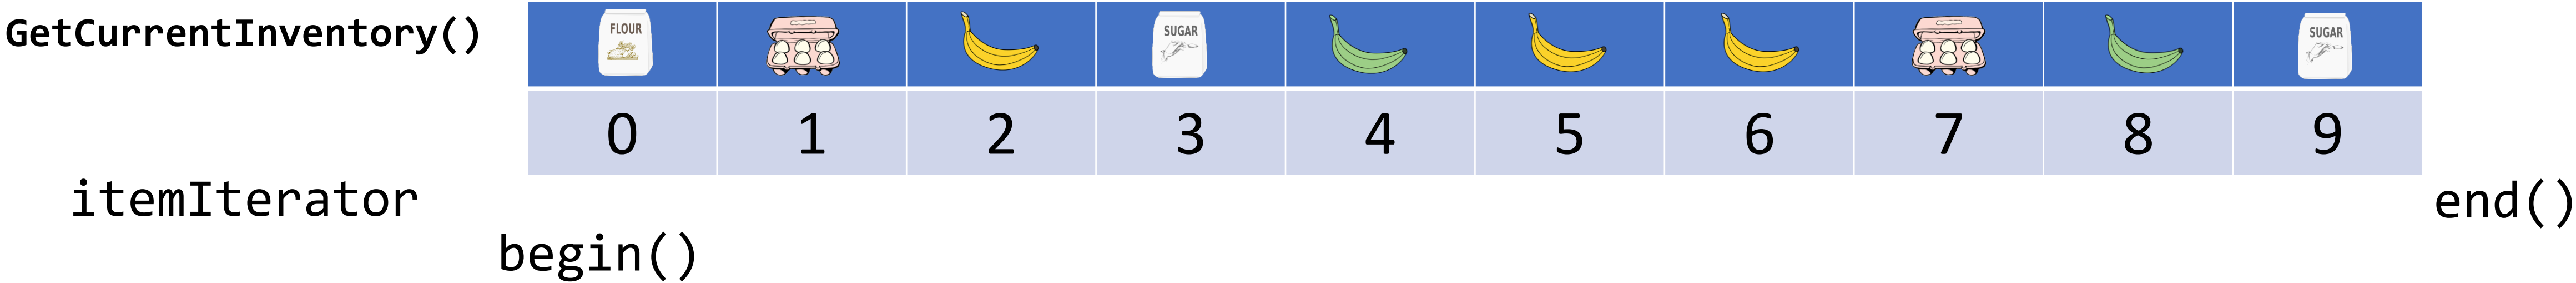 GetCurrentInventory()
FLOUR
SUGAR
SUGAR
0 1 2 3 4 5 6 7 8 9
itemIterator
end()
begin()